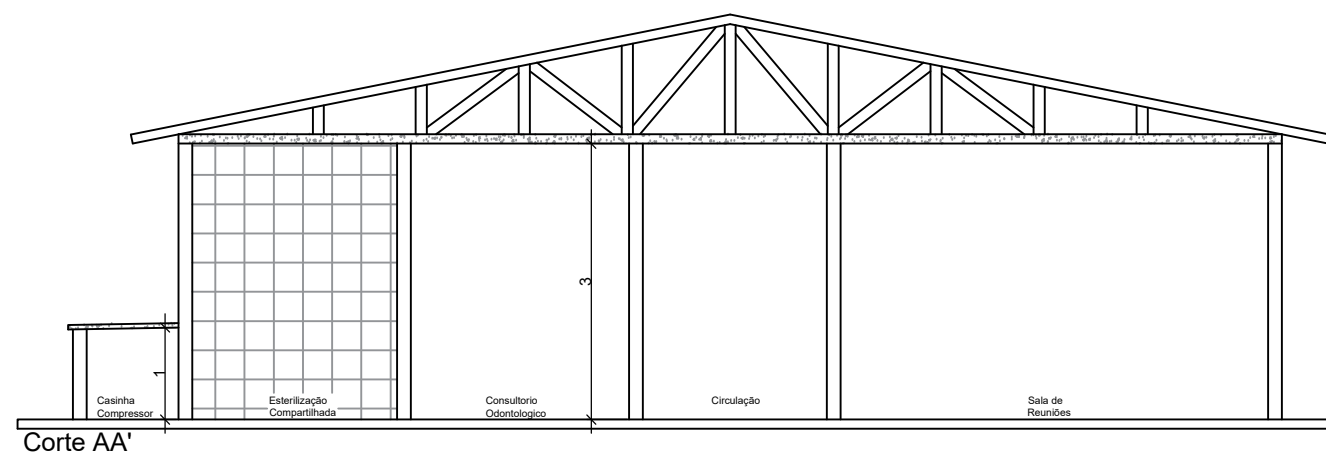 3
1
Casinha
Compressor
Esterilização
Compartilhada
Consultorio
Odontologico
Circulação
Sala de
Reuniões
Corte AA'